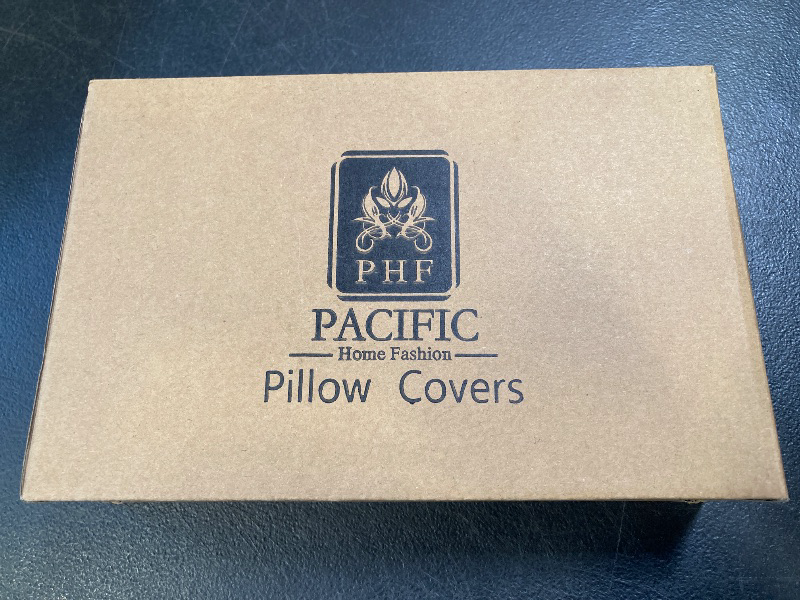 PHF
PACIFIC
Home Fashion
Pillow Covers